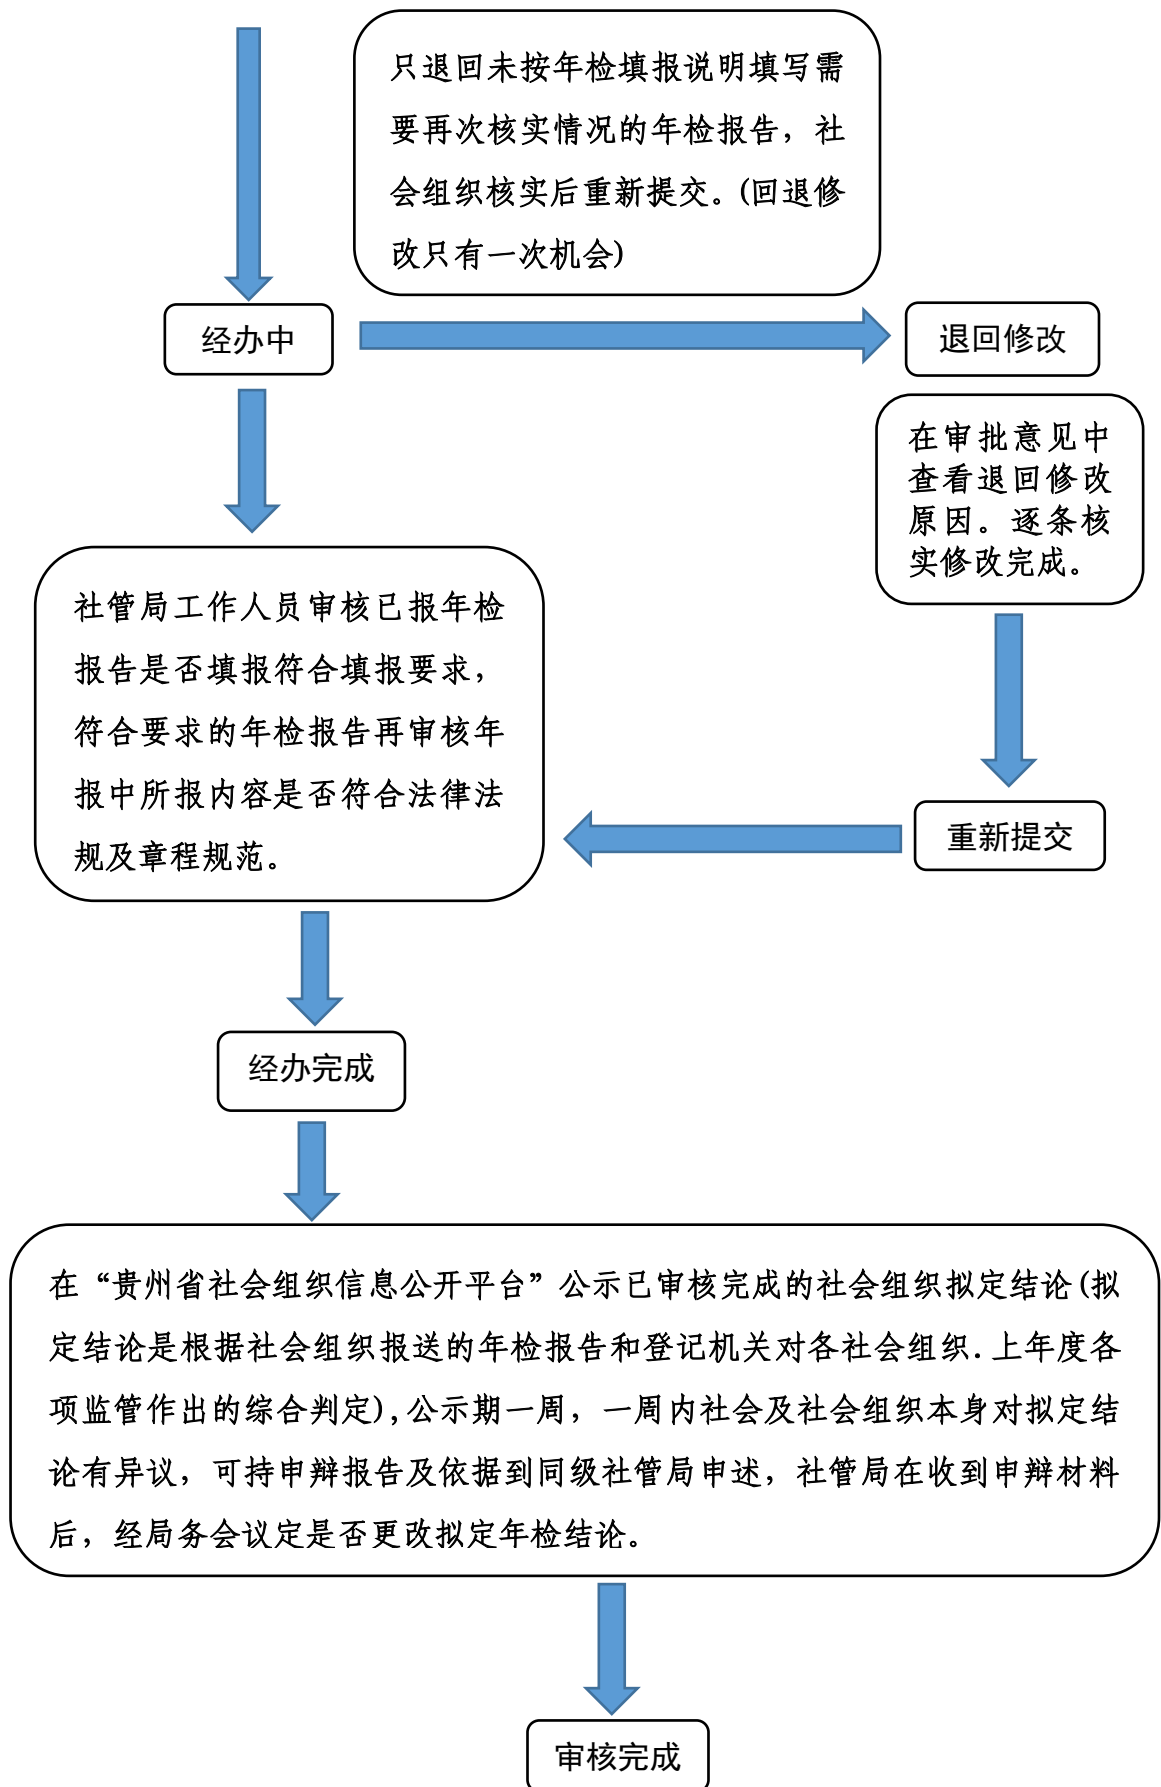 只退回未按年检填报说明填写需
要再次核实情况的年检报告，社
会组织核实后重新提交。(回退修
改只有一次机会)
经办中
退回修改
在审批意见中
查看退回修改
原因。逐条核
实修改完成。
社管局工作人员审核已报年检
报告是否填报符合填报要求，
符合要求的年检报告再审核年
报中所报内容是否符合法律法
规及章程规范。
重新提交
经办完成
在“贵州省社会组织信息公开平台”公示已审核完成的社会组织拟定结论(拟
定结论是根据社会组织报送的年检报告和登记机关对各社会组织.上年度各
项监管作出的综合判定),公示期一周，一周内社会及社会组织本身对拟定结
论有异议，可持申辩报告及依据到同级社管局申述，社管局在收到申辩材料
后，经局务会议定是否更改拟定年检结论。
审核完成